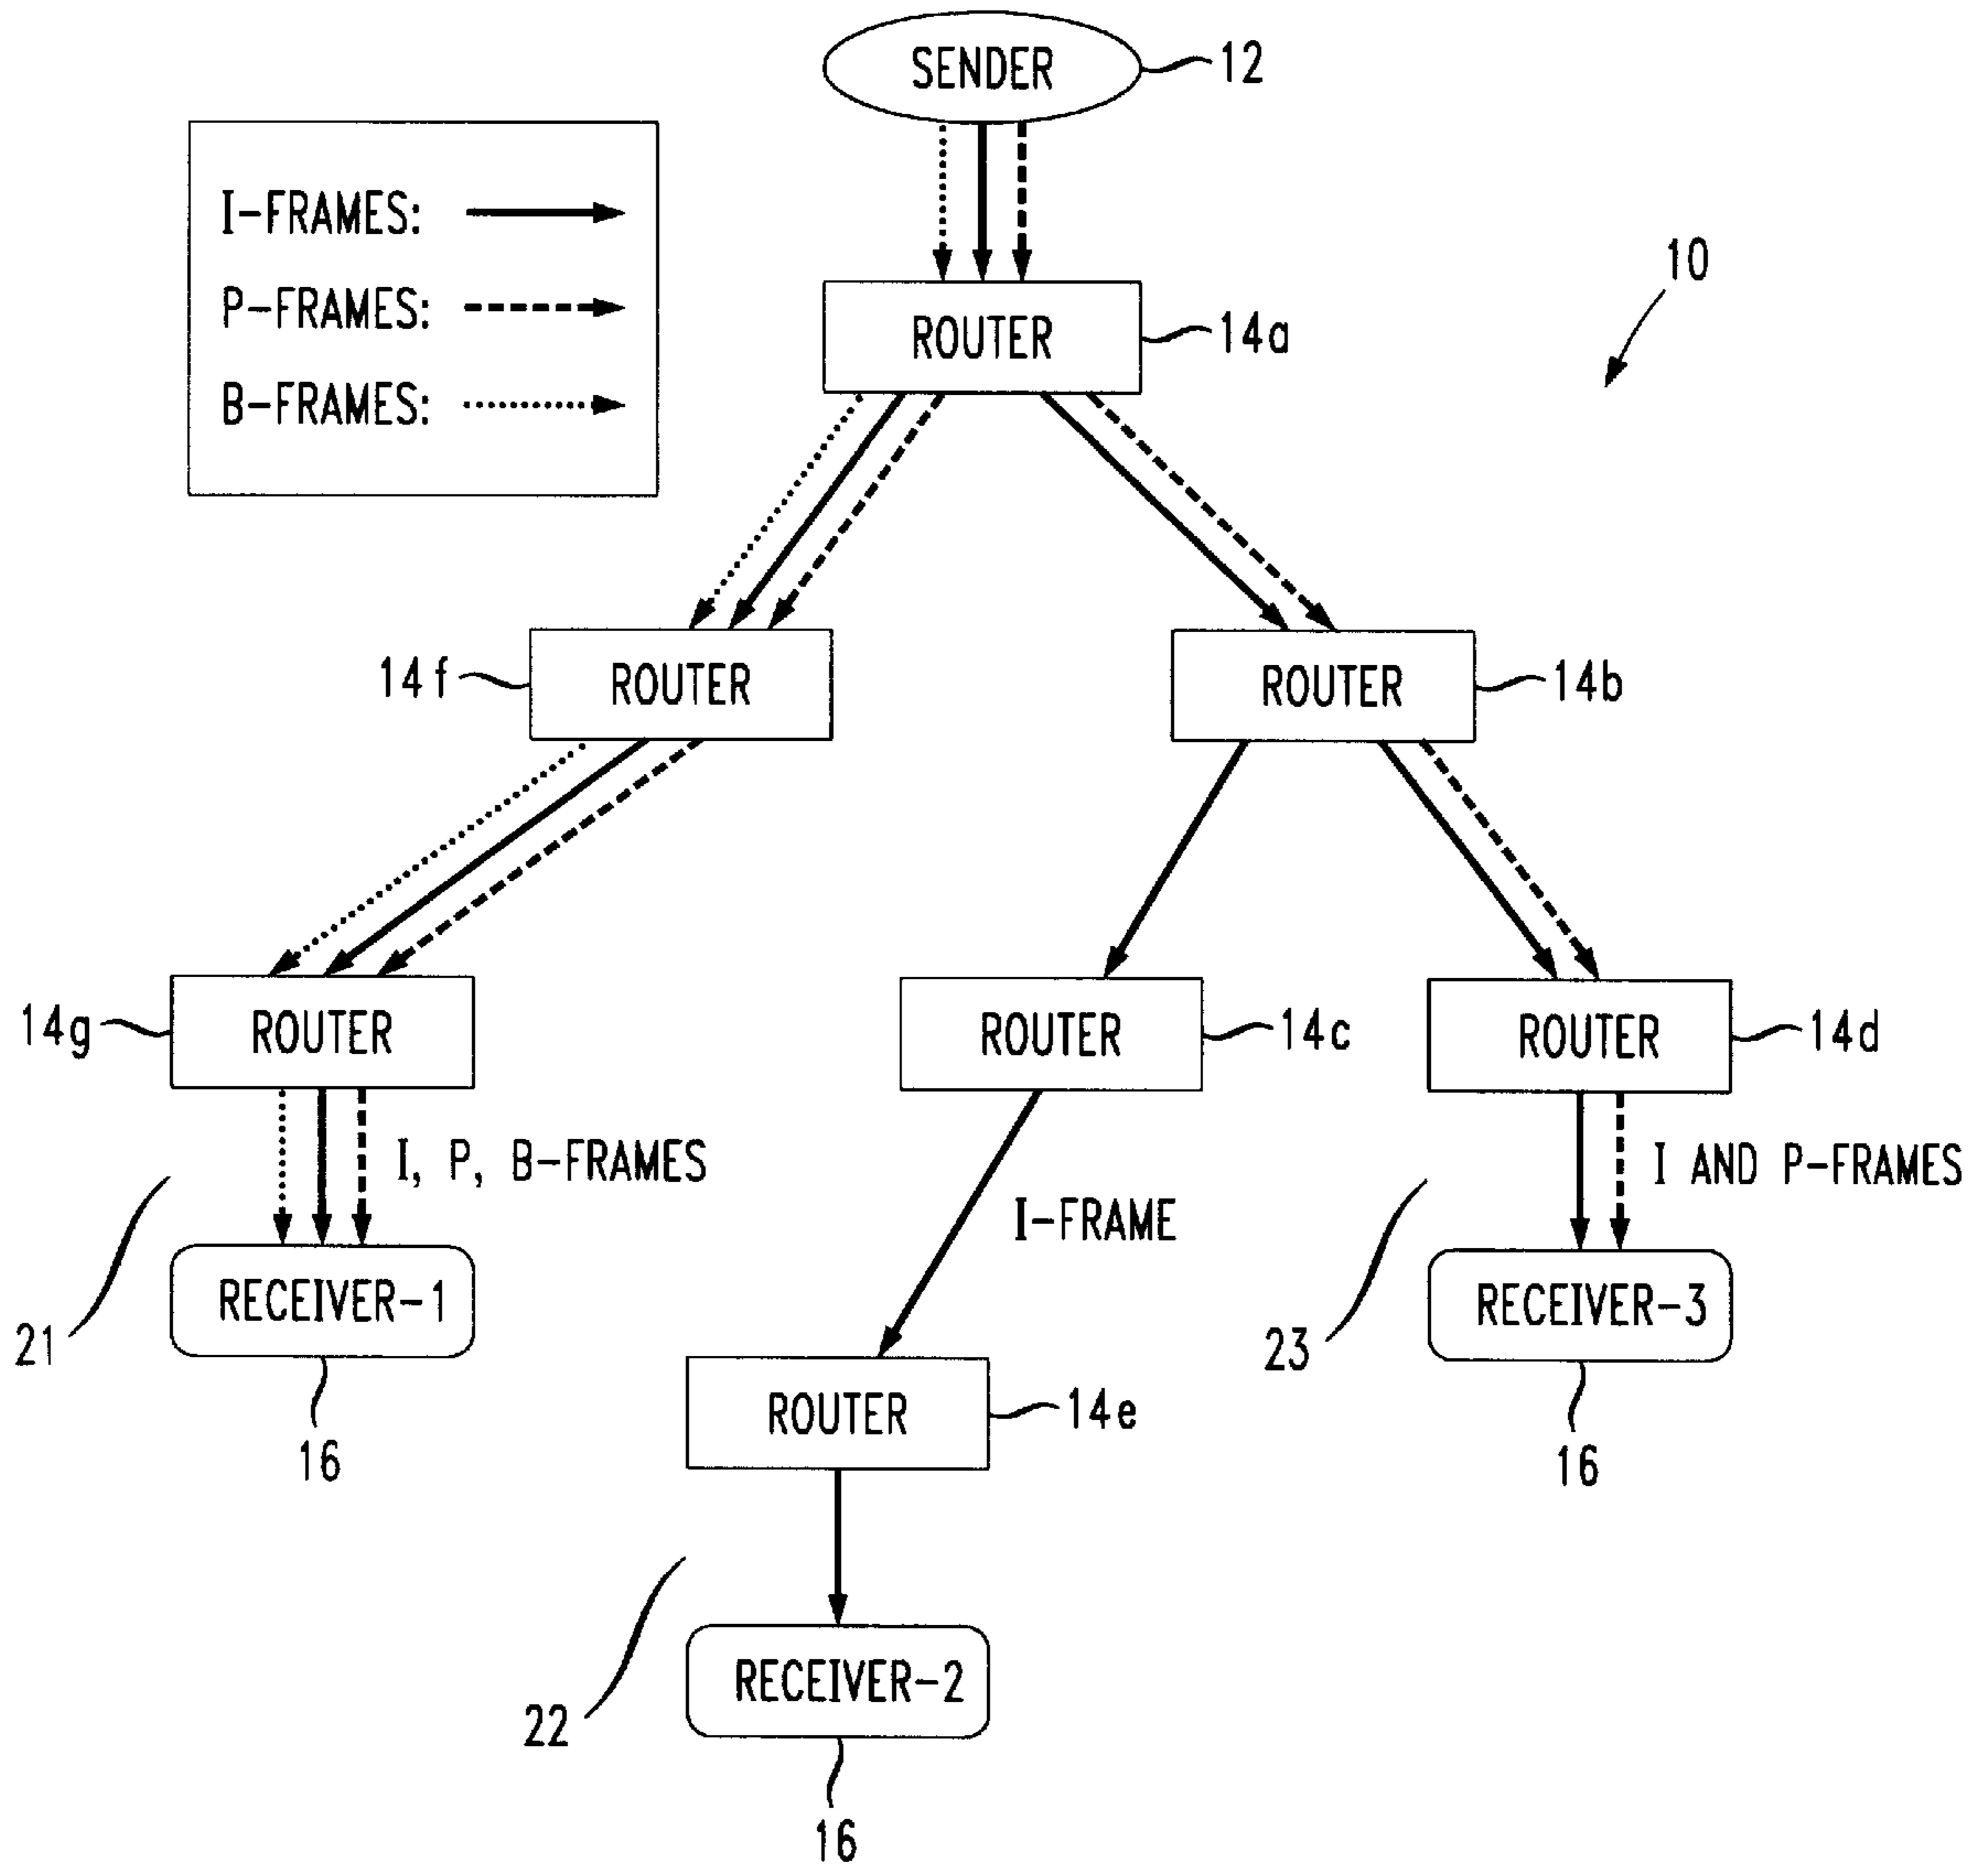 SENDER
12
I-FRAMES:
P-FRAMES:
B-FRAMES:
10
ROUTER
14a
14f
ROUTER
ROUTER
14b
14g
ROUTER
ROUTER
14c
ROUTER
14d
I, P, B-FRAMES
I-FRAME
I AND P-FRAMES
21
RECEIVER-1
23
RECEIVER-3
16
ROUTER
14e
16
22
RECEIVER-2
16